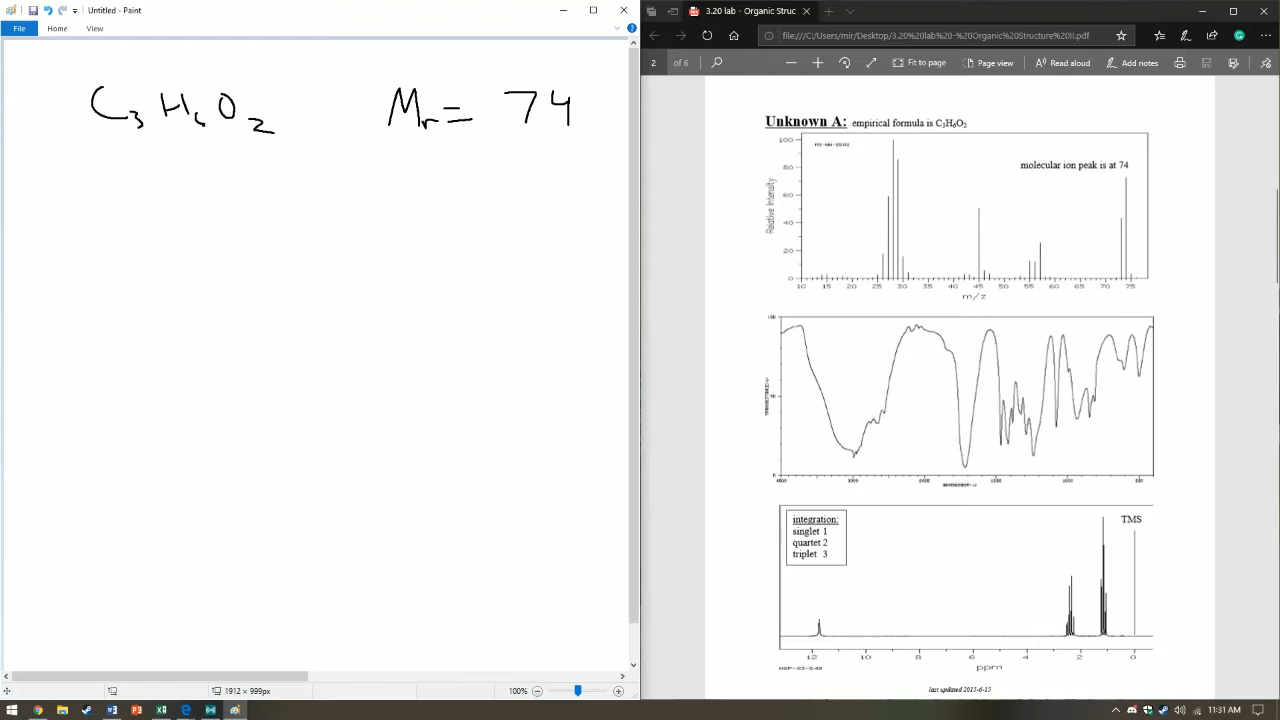 Untitled - Paint
File Home View
C3H6O2 Mr = 74
100% 1912 × 999px
3.20 lab - Organic Struc
file:///C:/Users/mir/Desktop/3.20%20lab%20-%20Organic%20Structure%20II.pdf
2 of 6 Fit to page Page view Read aloud Add notes
Unknown A: empirical formula is C3H6O2
molecular ion peak is at 74
Relative Intensity
100
80
60
40
20
0
10 15 20 25 30 35 40 45 50 55 60 65 70 75
m/z
integration:
singlet 1
quartet 2
triplet 3
TMS
12 10 8 6 4 2 0
ppm
last updated 2015-6-15
11:31 AM